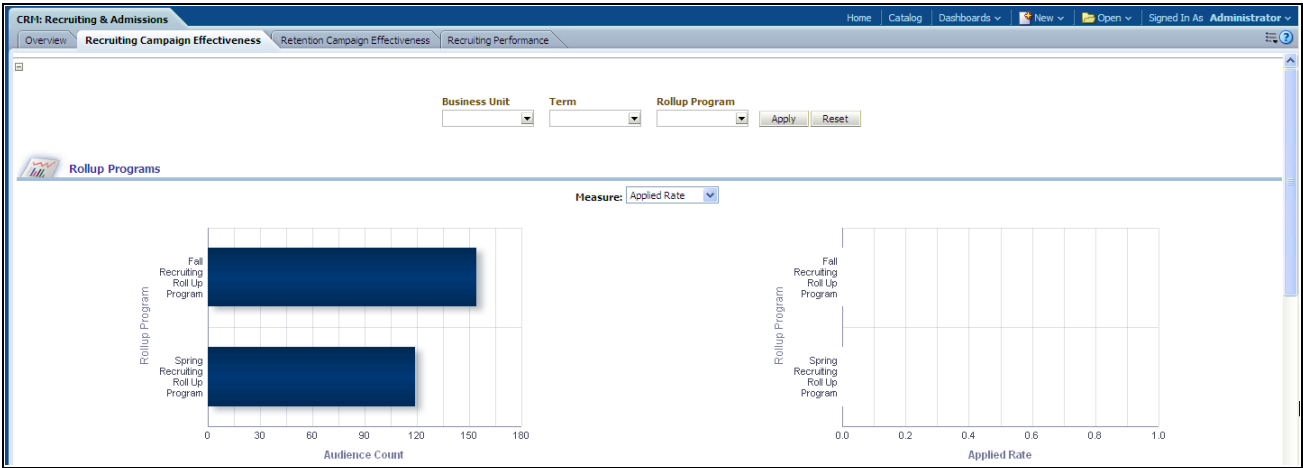 CRM: Recruiting & Admissions
Home Catalog Dashboards New Open Signed In As Administrator
Overview Recruiting Campaign Effectiveness Retention Campaign Effectiveness Recruiting Performance
Business Unit Term Rollup Program
Apply Reset
Rollup Programs
Measure: Applied Rate
Rollup Program
Fall
Recruiting
Roll Up
Program
Spring
Recruiting
Roll Up
Program
0 30 60 90 120 150 180
Audience Count
Rollup Program
Fall
Recruiting
Roll Up
Program
Spring
Recruiting
Roll Up
Program
0.0 0.2 0.4 0.6 0.8 1.0
Applied Rate